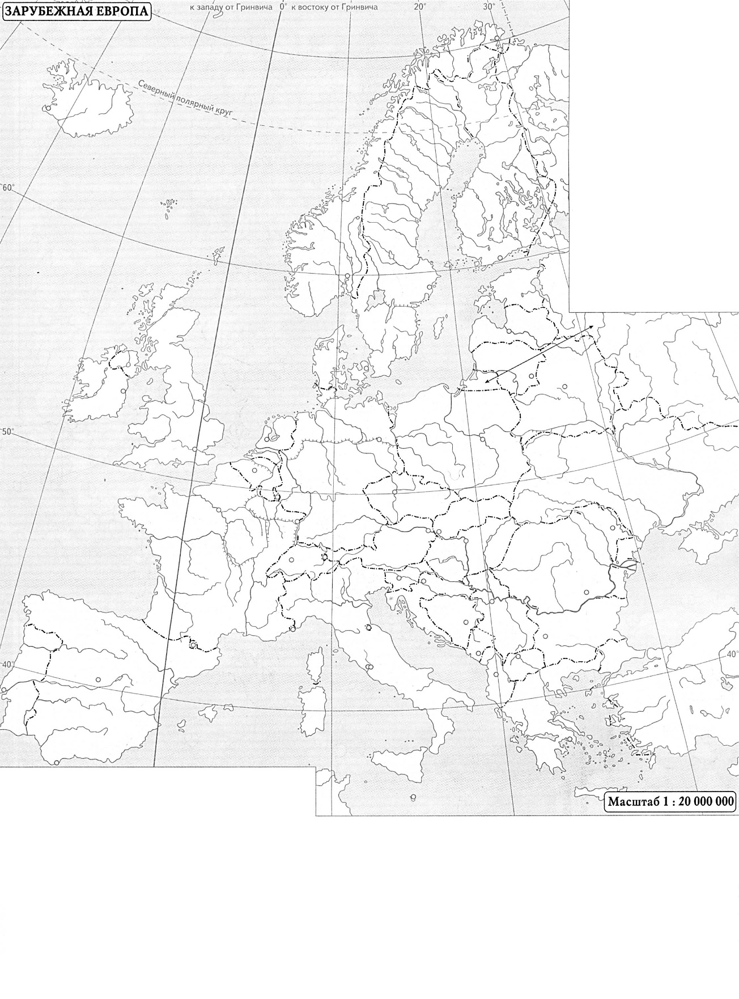 ЗАРУБЕЖНАЯ ЕВРОПА
к западу от Гринвича 0° к востоку от Гринвича 20° 30°
Северный полярный круг
60°
50°
40°
40°
Масштаб 1 : 20 000 000